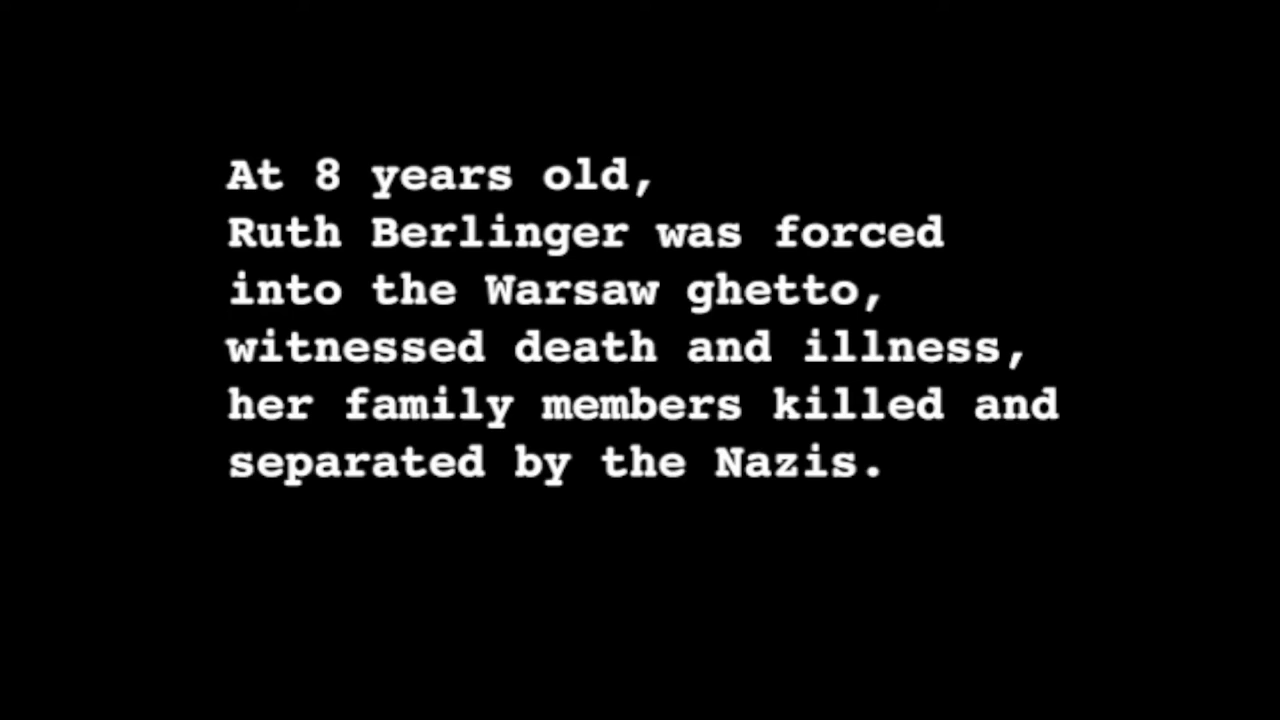 At 8 years old,
Ruth Berlinger was forced
into the Warsaw ghetto,
witnessed death and illness,
her family members killed and
separated by the Nazis.